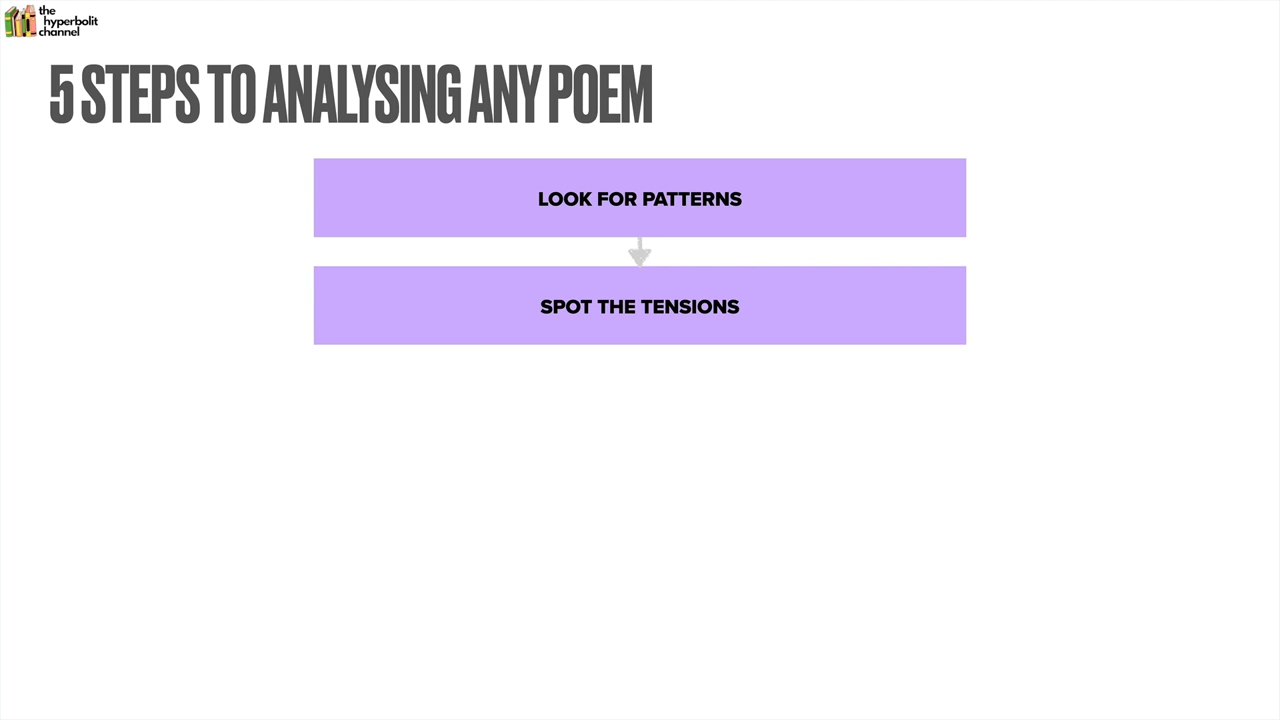 the
hyperbolit
channel
5 STEPS TO ANALYSING ANY POEM
LOOK FOR PATTERNS
SPOT THE TENSIONS